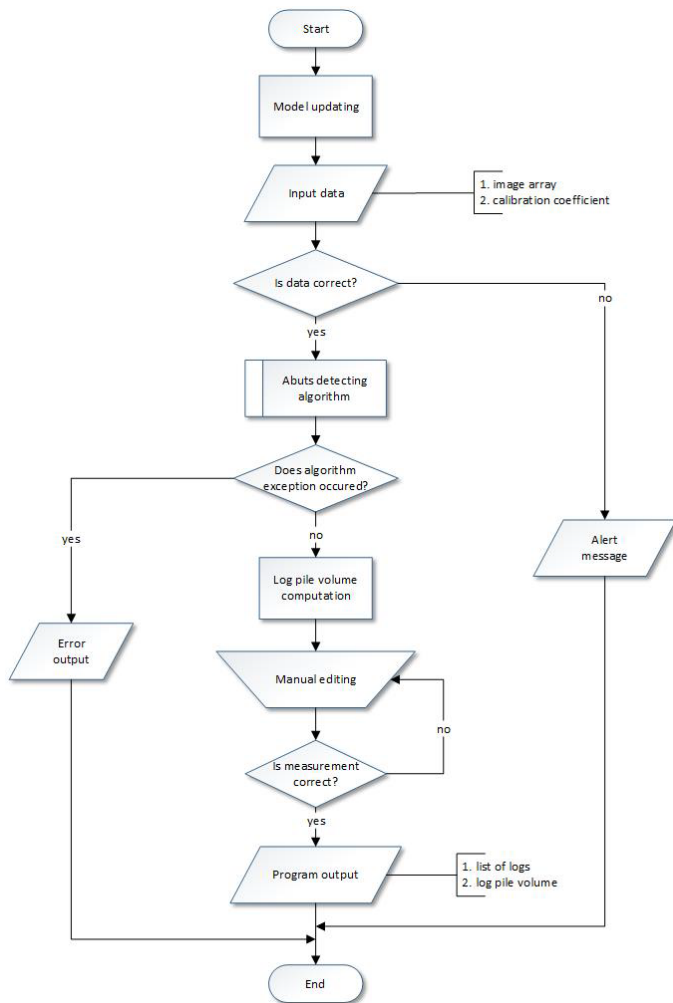 Start
Model updating
Input data
1. image array
2. calibration coefficient
Is data correct?
no
yes
Abuts detecting
algorithm
Does algorithm
exception occured?
yes
no
Alert
message
Log pile volume
computation
Error
output
Manual editing
no
Is measurement
correct?
yes
Program output
1. list of logs
2. log pile volume
End